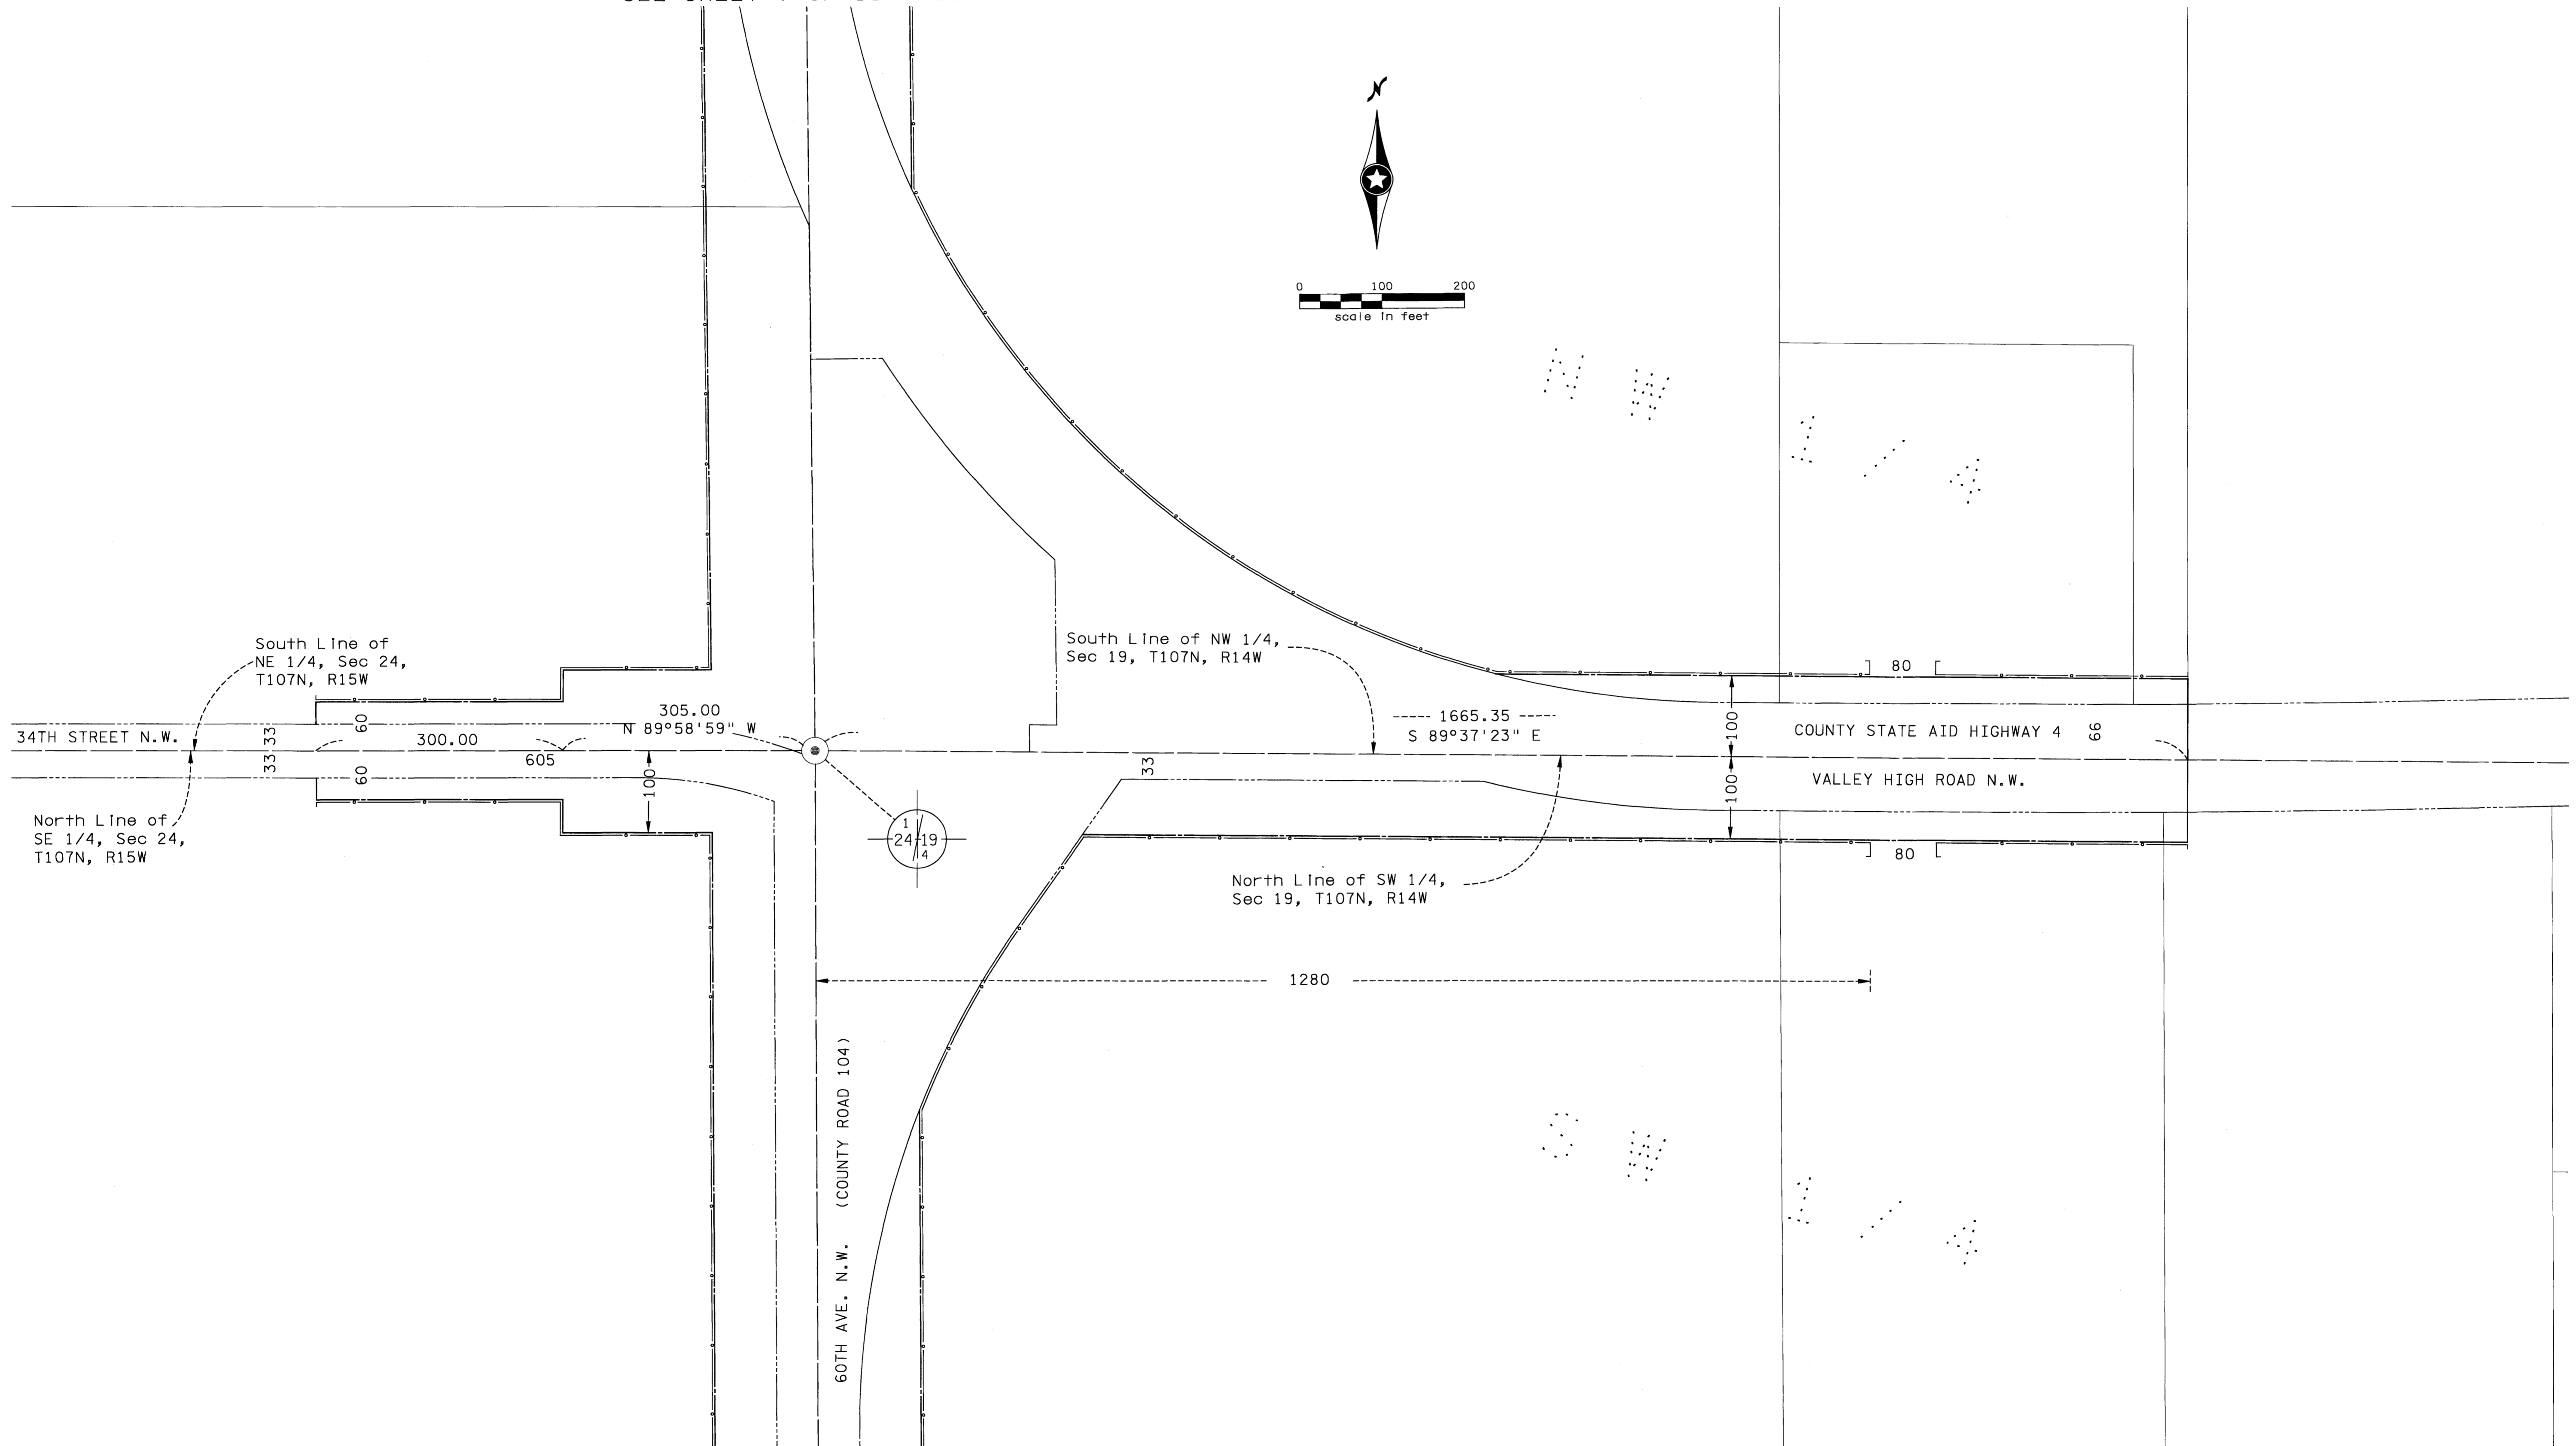 N
0 100 200
scale in feet
N W 1 / 4
South Line of
NE 1/4, Sec 24,
T107N, R15W
South Line of NW 1/4,
Sec 19, T107N, R14W
80
305.00
N 89°58'59" W
1665.35
S 89°37'23" E
34TH STREET N.W.
33
33
60
60
300.00
605
100
33
100
100
COUNTY STATE AID HIGHWAY 4
66
VALLEY HIGH ROAD N.W.
North Line of
SE 1/4, Sec 24,
T107N, R15W
1
24 19
4
80
North Line of SW 1/4,
Sec 19, T107N, R14W
1280
60TH AVE. N.W. (COUNTY ROAD 104)
S W 1 / 4